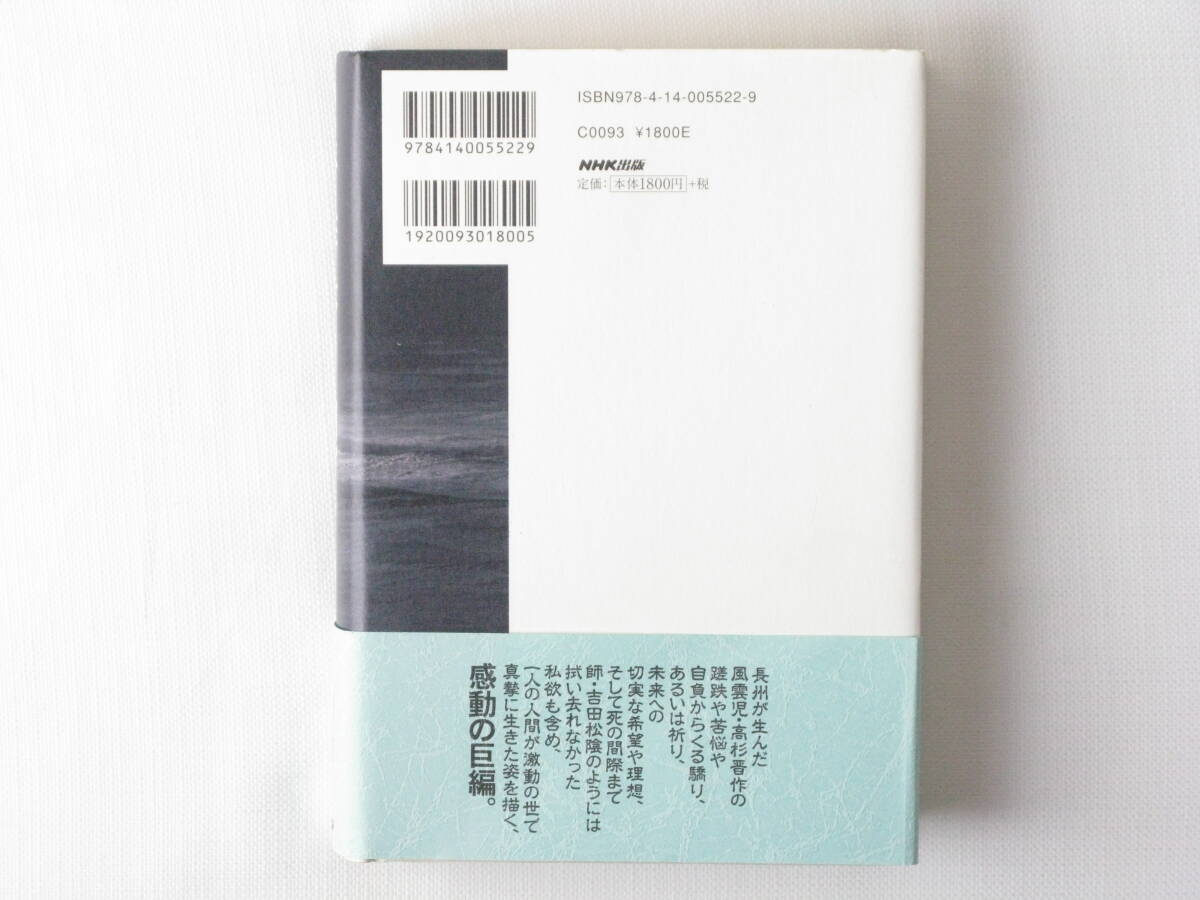 ISBN978-4-14-005522-9
C0093 ¥1800E
NHK出版
定価：本体1800円+税
9784140055229
1920093018005
長州が生んだ
風雲児・高杉晋作の
蹉跌や苦悩や
自負からくる驕り、
あるいは祈り、
未来への
切実な希望や理想、
そして死の間際まで
師・吉田松陰のようには
拭い去れなかった
私欲も含め、
一人の人間が激動の世で
真摯に生きた姿を描く、
感動の巨編。